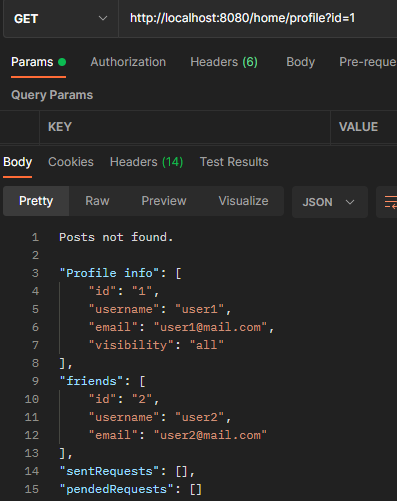 GET http://localhost:8080/home/profile?id=1
Params Authorization Headers (6) Body Pre-reque
Query Params
KEY VALUE
Body Cookies Headers (14) Test Results
Pretty Raw Preview Visualize JSON
1 Posts not found.
2
3 "Profile info": [
4 "id": "1",
5 "username": "user1",
6 "email": "user1@mail.com",
7 "visibility": "all"
8 ],
9 "friends": [
10 "id": "2",
11 "username": "user2",
12 "email": "user2@mail.com"
13 ],
14 "sentRequests": [],
15 "pendedRequests": []